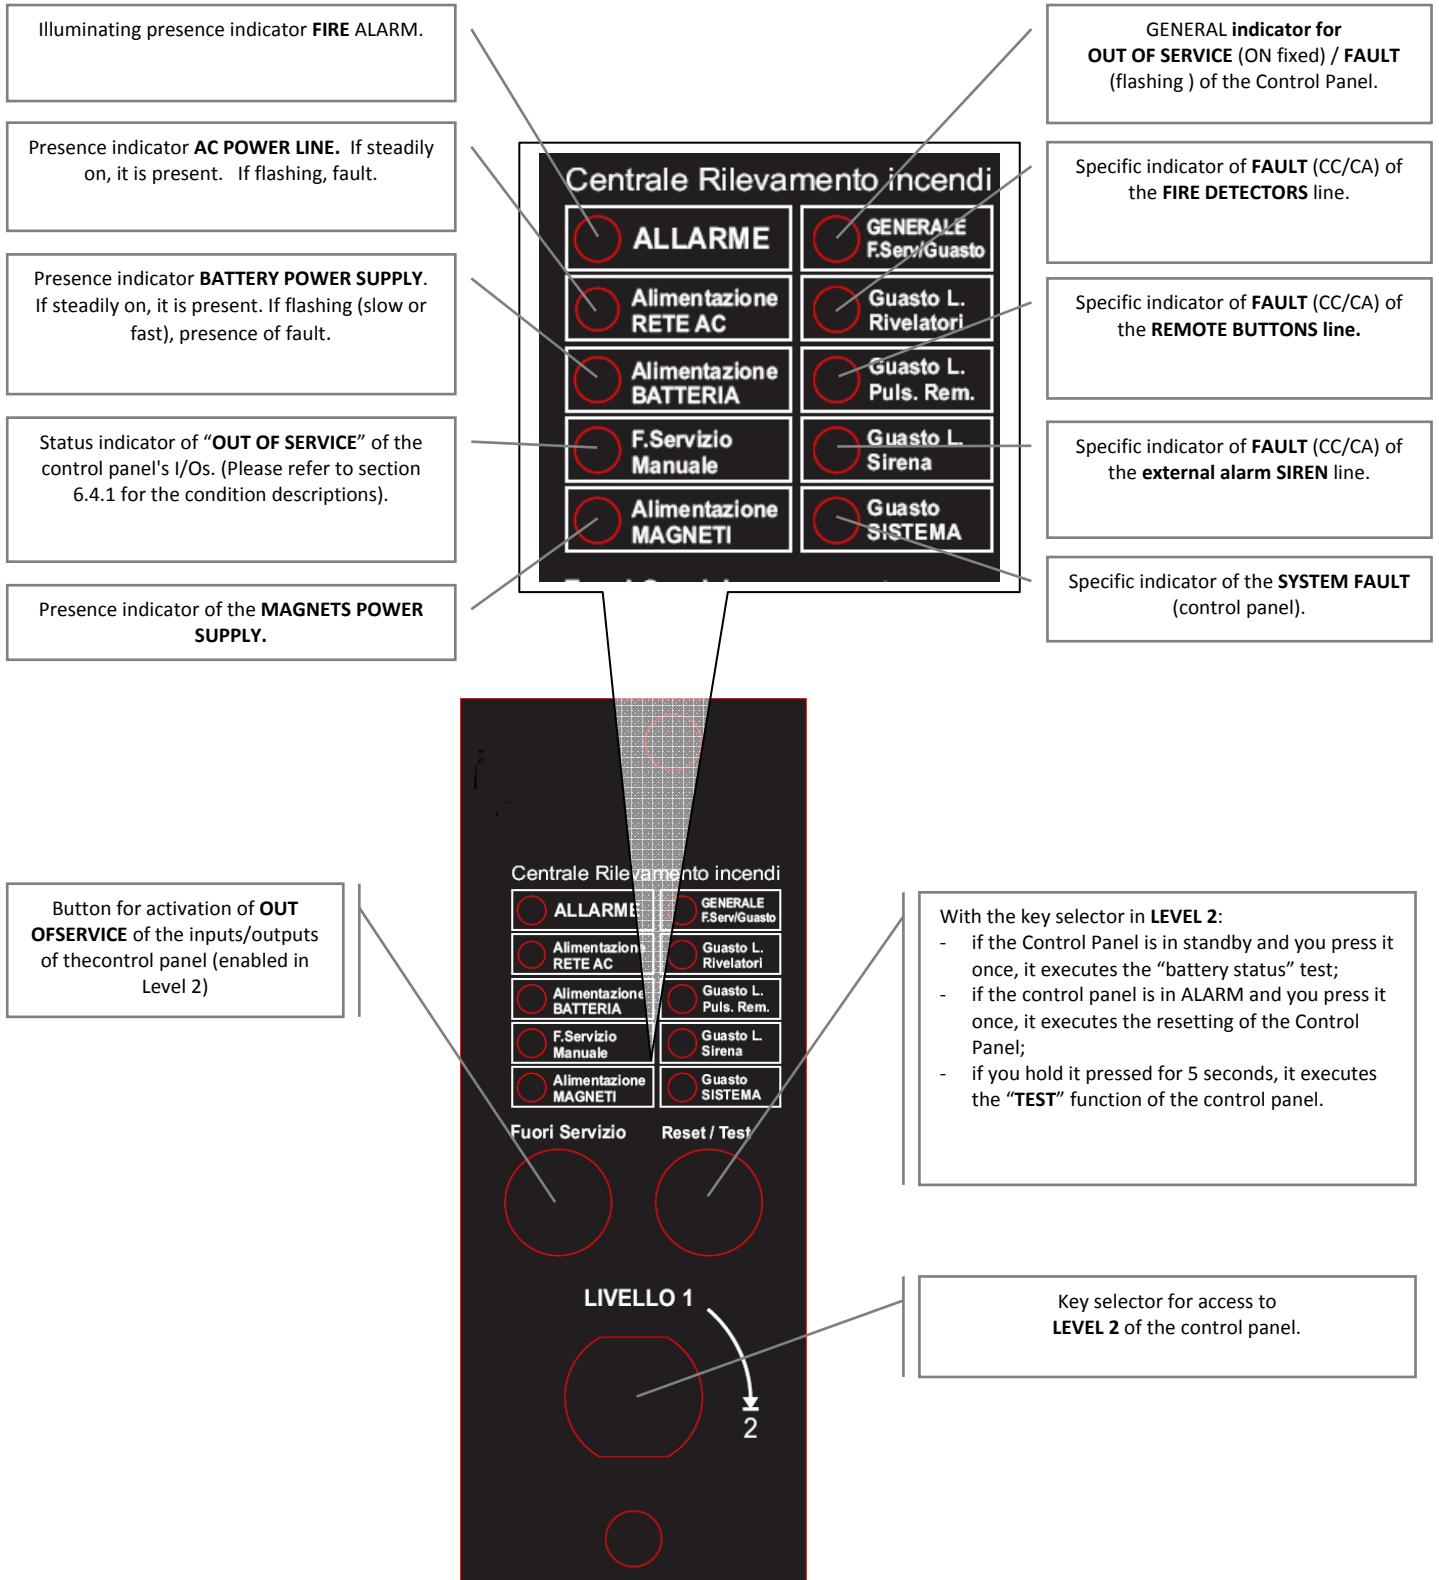 Illuminating presence indicator FIRE ALARM.
Presence indicator AC POWER LINE. If steadily
on, it is present. If flashing, fault.
Presence indicator BATTERY POWER SUPPLY.
If steadily on, it is present. If flashing (slow or
fast), presence of fault.
Status indicator of “OUT OF SERVICE” of the
control panel's I/Os. (Please refer to section
6.4.1 for the condition descriptions).
Presence indicator of the MAGNETS POWER
SUPPLY.
Centrale Rilevamento incendi
ALLARME
GENERALE
F.Serv/Guasto
Alimentazione
RETE AC
Guasto L.
Rivelatori
Alimentazione
BATTERIA
Guasto L.
Puls. Rem.
F.Servizio
Manuale
Guasto L.
Sirena
Alimentazione
MAGNETI
Guasto
SISTEMA
GENERAL indicator for
OUT OF SERVICE (ON fixed) / FAULT
(flashing ) of the Control Panel.
Specific indicator of FAULT (CC/CA) of
the FIRE DETECTORS line.
Specific indicator of FAULT (CC/CA) of
the REMOTE BUTTONS line.
Specific indicator of FAULT (CC/CA) of
the external alarm SIREN line.
Specific indicator of the SYSTEM FAULT
(control panel).
Button for activation of OUT
OFSERVICE of the inputs/outputs
of thecontrol panel (enabled in
Level 2)
Centrale Rilevamento incendi
ALLARME
GENERALE
F.Serv/Guasto
Alimentazione
RETE AC
Guasto L.
Rivelatori
Alimentazione
BATTERIA
Guasto L.
Puls. Rem.
F.Servizio
Manuale
Guasto L.
Sirena
Alimentazione
MAGNETI
Guasto
SISTEMA
Fuori Servizio
Reset / Test
LIVELLO 1
2
With the key selector in LEVEL 2:
- if the Control Panel is in standby and you press it
once, it executes the “battery status” test;
- if the control panel is in ALARM and you press it
once, it executes the resetting of the Control
Panel;
- if you hold it pressed for 5 seconds, it executes
the “TEST” function of the control panel.
Key selector for access to
LEVEL 2 of the control panel.